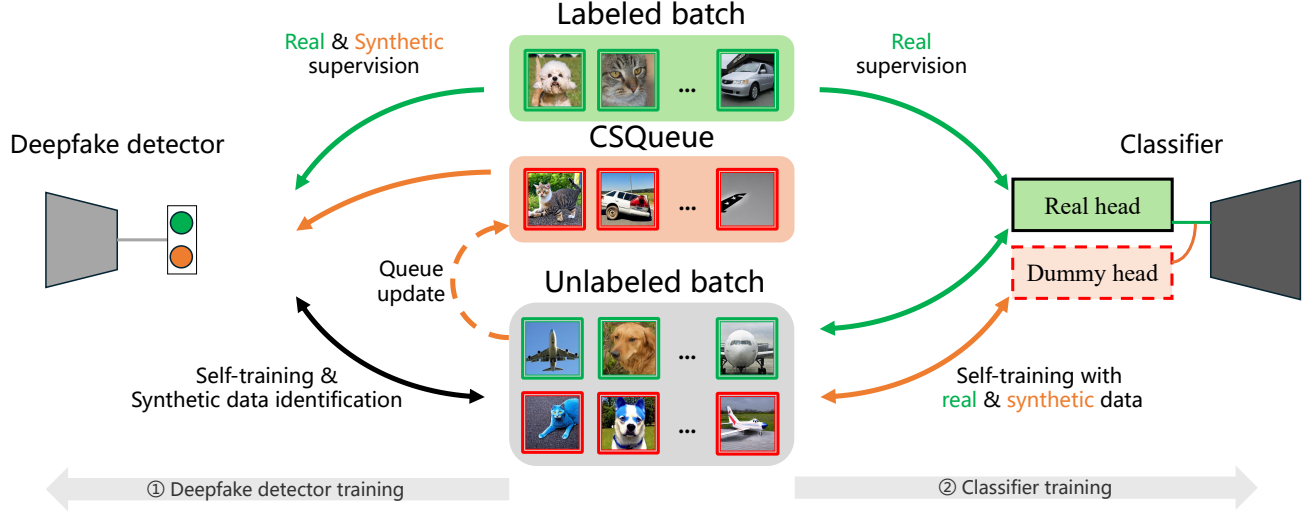 Labeled batch
Real & Synthetic
supervision
Real
supervision
...
Deepfake detector
CSQueue
Classifier
...
Real head
Queue
update
Dummy head
Unlabeled batch
...
Self-training &
Synthetic data identification
Self-training with
real & synthetic data
...
① Deepfake detector training
② Classifier training